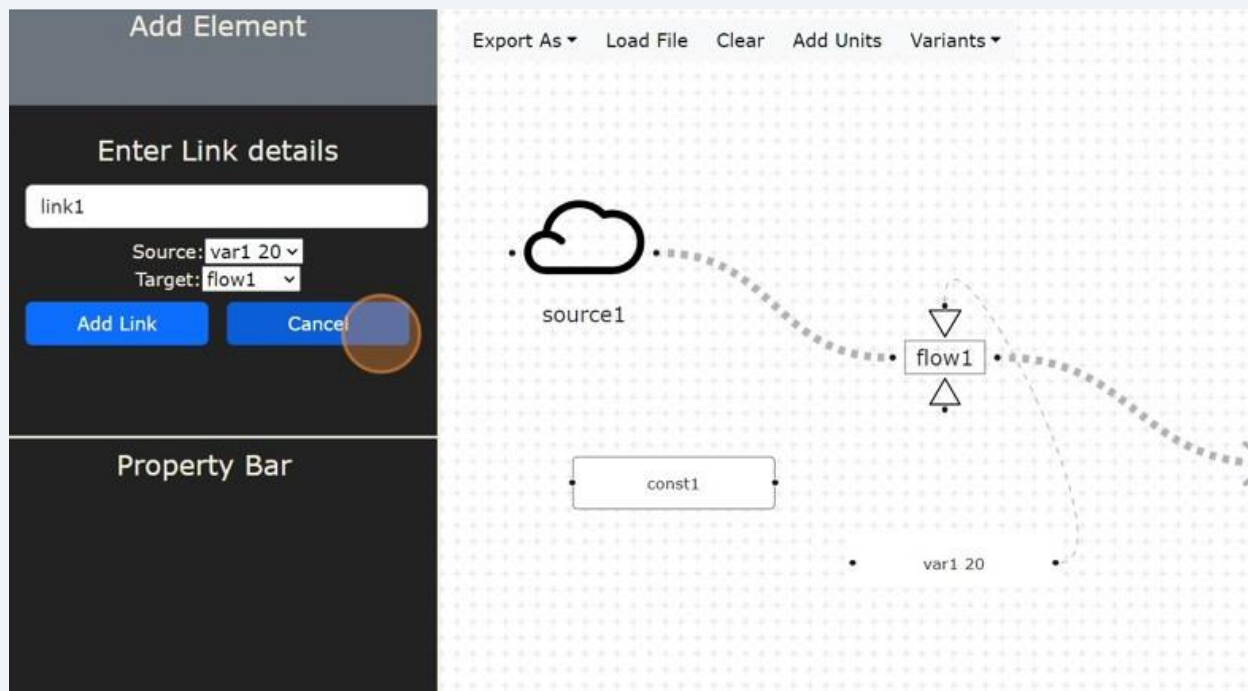 Add Element
Export As Load File Clear Add Units Variants
Enter Link details
link1
Source: var1 20
Target: flow1
Add Link Cancel
source1
flow1
Property Bar
const1
var1 20